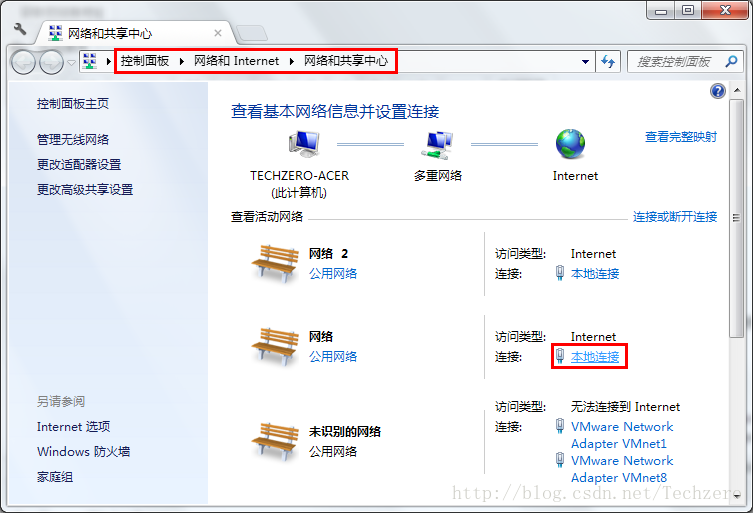 网络和共享中心
控制面板 网络和 Internet 网络和共享中心
搜索控制面板
控制面板主页
管理无线网络
更改适配器设置
更改高级共享设置
另请参阅
Internet 选项
Windows 防火墙
家庭组
查看基本网络信息并设置连接
查看完整映射
TECHZERO-ACER
(此计算机)
多重网络
Internet
查看活动网络
连接或断开连接
网络 2
公用网络
访问类型: Internet
连接: 本地连接
网络
公用网络
访问类型: Internet
连接: 本地连接
未识别的网络
公用网络
访问类型: 无法连接到 Internet
连接: VMware Network
Adapter VMnet1
VMware Network
Adapter VMnet8
http://blog.csdn.net/Techzero